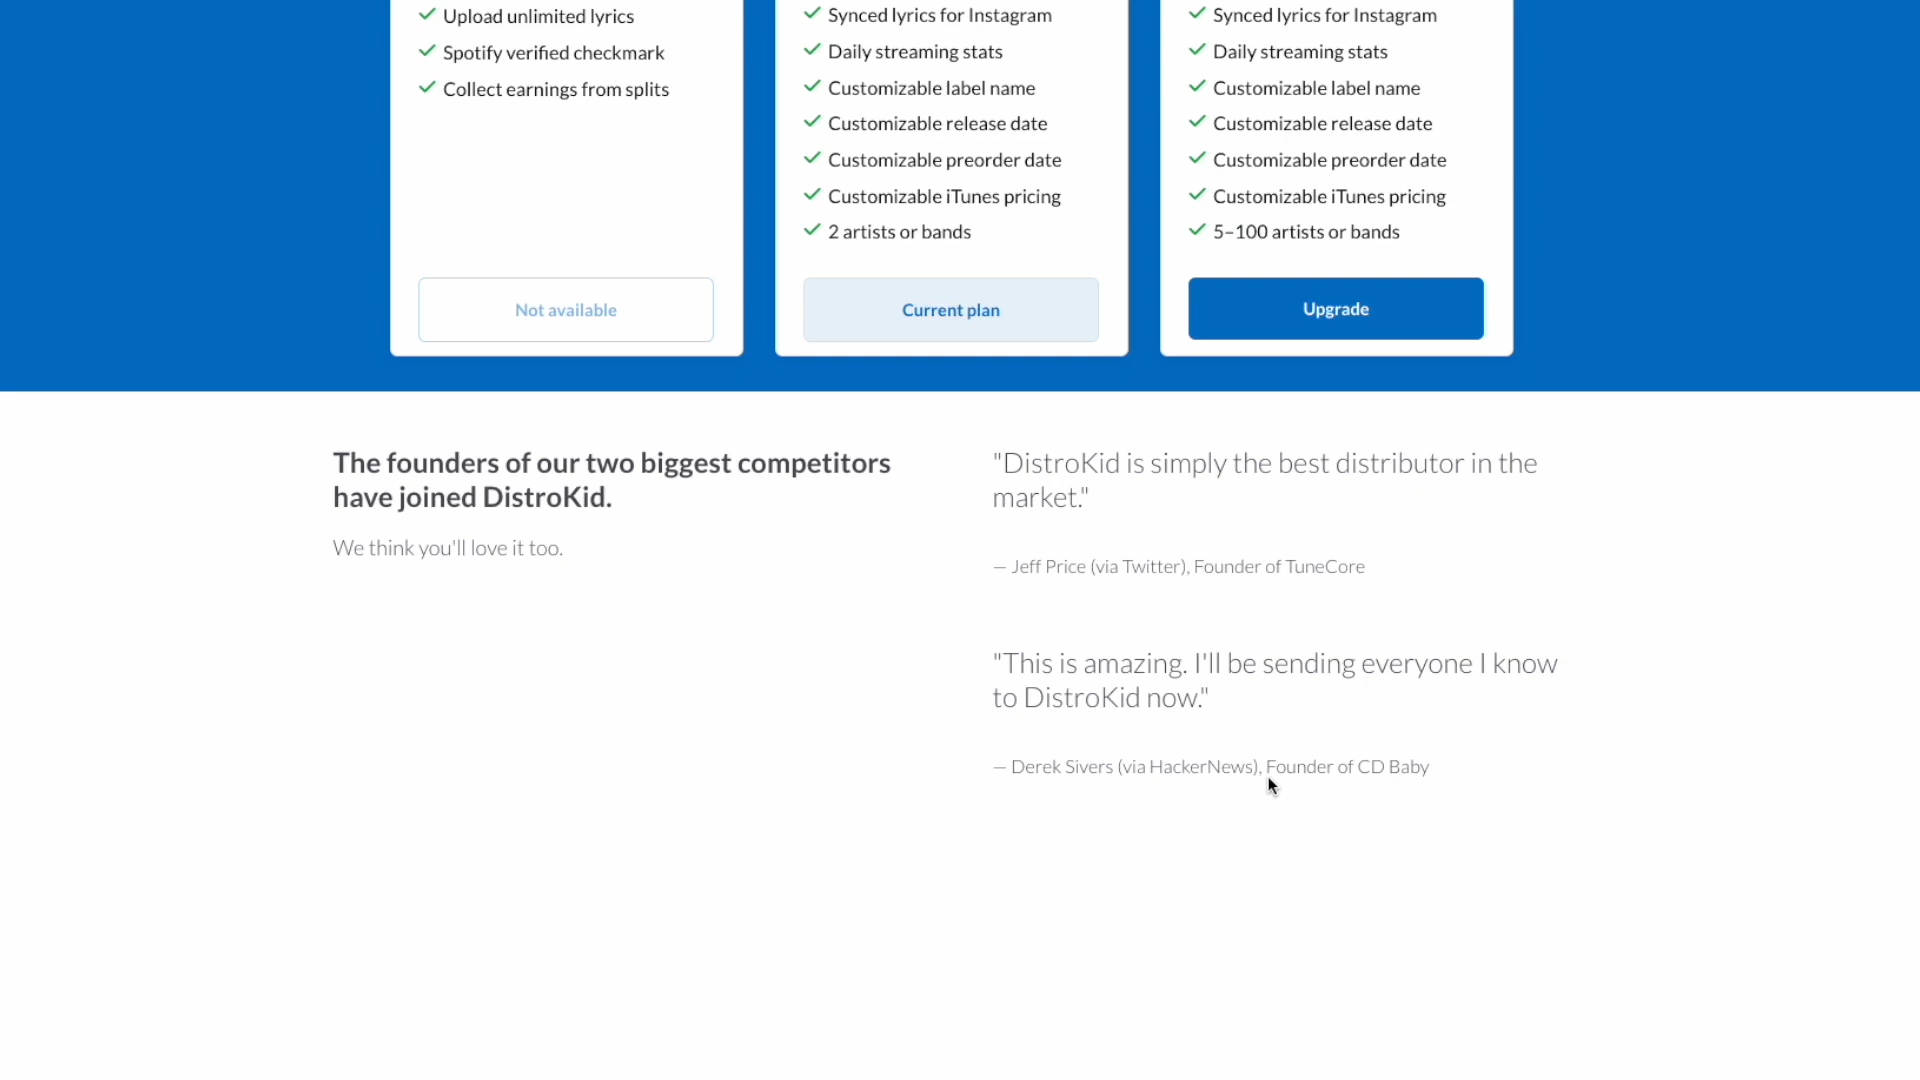 Upload unlimited lyrics
Spotify verified checkmark
Collect earnings from splits
Not available
Synced lyrics for Instagram
Daily streaming stats
Customizable label name
Customizable release date
Customizable preorder date
Customizable iTunes pricing
2 artists or bands
Current plan
Synced lyrics for Instagram
Daily streaming stats
Customizable label name
Customizable release date
Customizable preorder date
Customizable iTunes pricing
5–100 artists or bands
Upgrade
The founders of our two biggest competitors
have joined DistroKid.
We think you'll love it too.
"DistroKid is simply the best distributor in the
market."
— Jeff Price (via Twitter), Founder of TuneCore
"This is amazing. I'll be sending everyone I know
to DistroKid now."
— Derek Sivers (via HackerNews), Founder of CD Baby